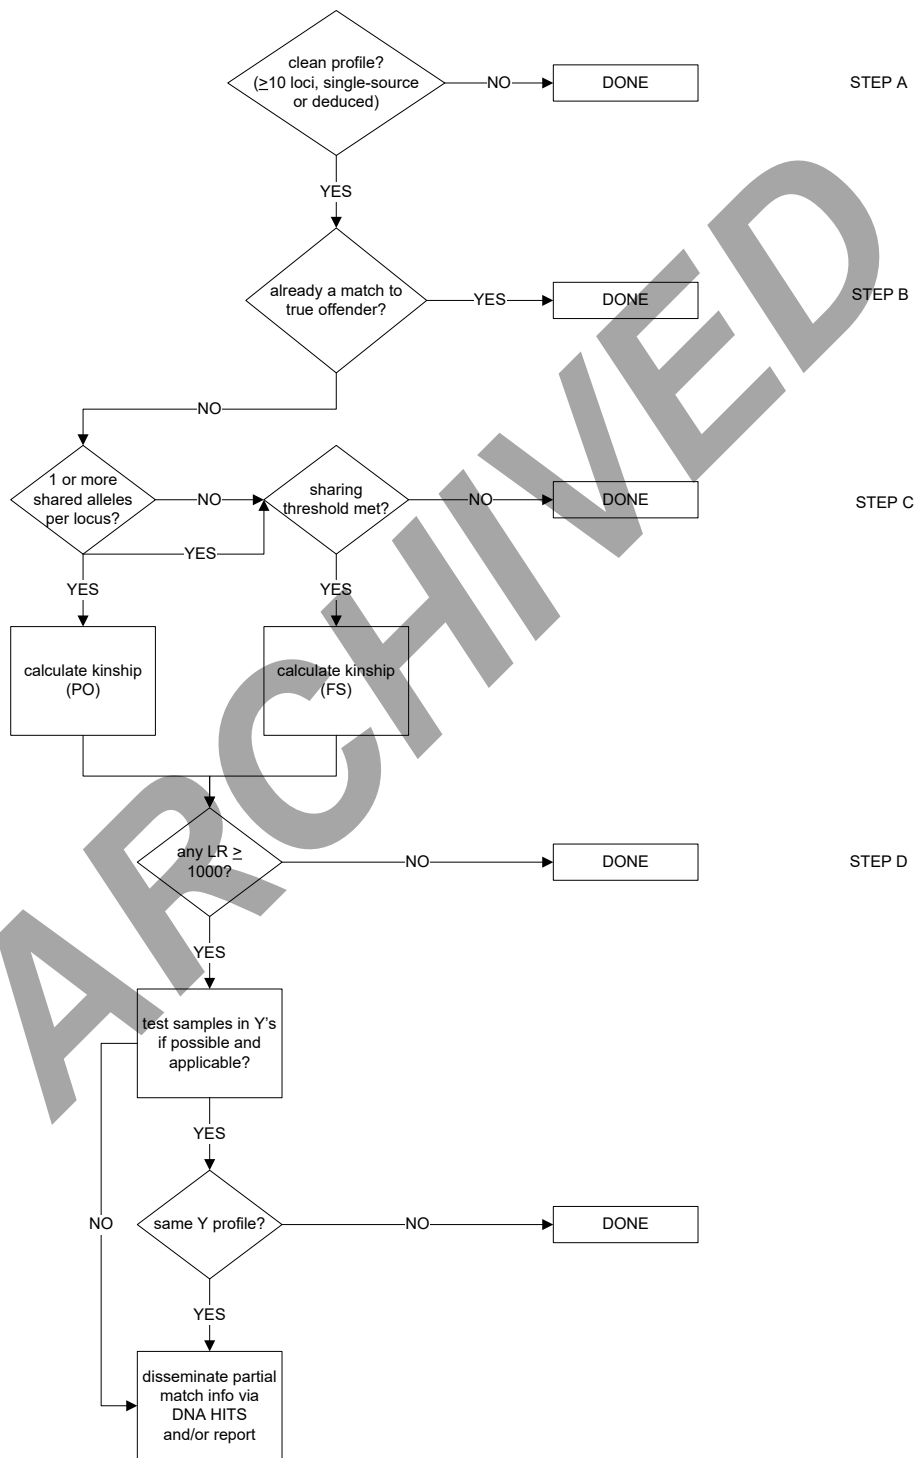 clean profile?
(≥10 loci, single-source
or deduced)
NO
DONE
STEP A
YES
already a match to
true offender?
YES
DONE
STEP B
NO
1 or more
shared alleles
per locus?
NO
sharing
threshold met?
NO
DONE
STEP C
YES
YES
YES
calculate kinship
(PO)
calculate kinship
(FS)
any LR ≥
1000?
NO
DONE
STEP D
YES
test samples in Y's
if possible and
applicable?
YES
NO
same Y profile?
NO
DONE
YES
disseminate partial
match info via
DNA HITS
and/or report
ARCHIVED